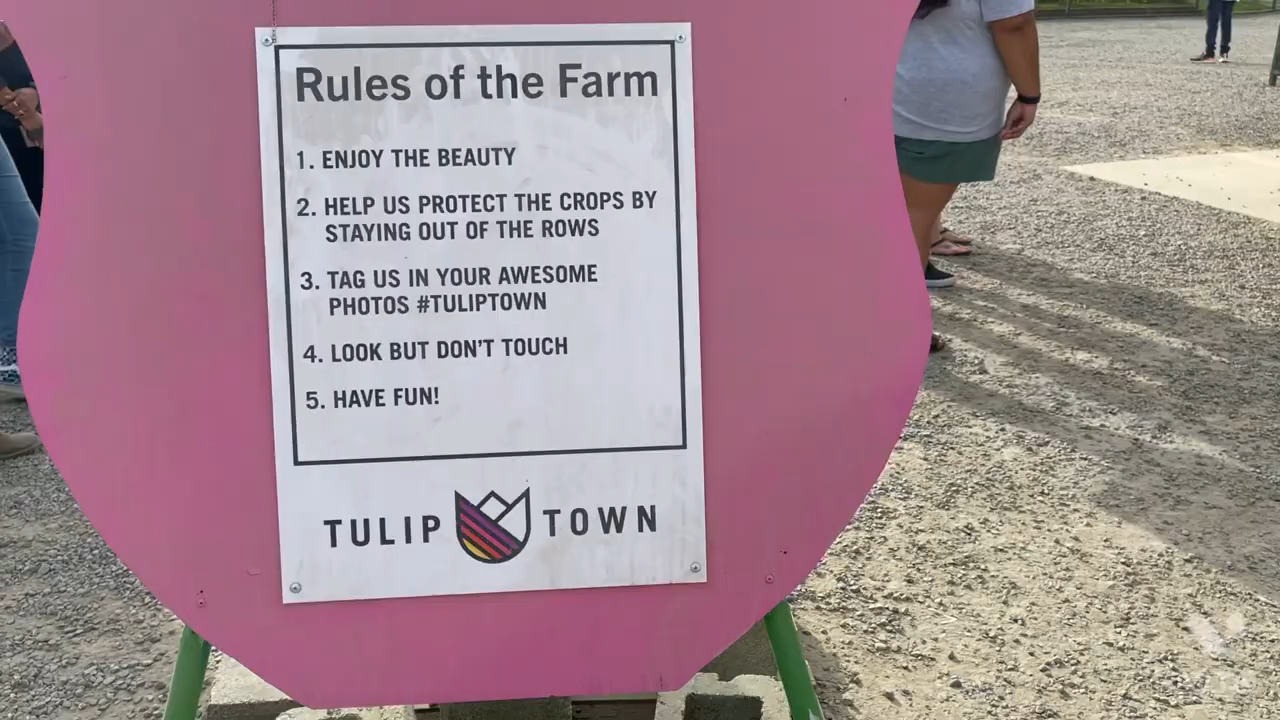 Rules of the Farm
1. ENJOY THE BEAUTY
2. HELP US PROTECT THE CROPS BY
STAYING OUT OF THE ROWS
3. TAG US IN YOUR AWESOME
PHOTOS #TULIPTOWN
4. LOOK BUT DON'T TOUCH
5. HAVE FUN!
TULIP TOWN